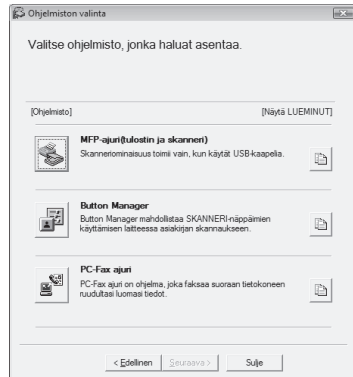 Ohjelmiston valinta
Valitse ohjelmisto, jonka haluat asentaa.
[Ohjelmisto] [Näytä LUEMINUT]
MFP-ajuri(tulostin ja skanneri)
Skanneriominaisuus toimii vain, kun käytät USB-kaapelia.
Button Manager
Button Manager mahdollistaa SKANNERI-näppäimien
käyttämisen laitteessa asiakirjan skannaukseen.
PC-Fax ajuri
PC-Fax ajuri on ohjelma, joka faksaa suoraan tietokoneen
ruudultasi luomasi tiedot.
< Edellinen Seuraava > Sulje